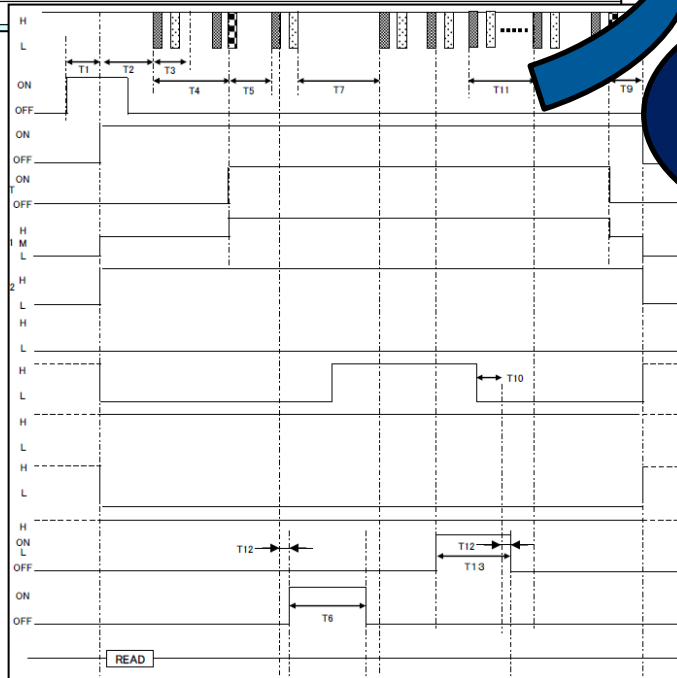 H
L
T1 T2 T3
T4 T5 T7 T11 T9
ON
OFF
ON
OFF
ON
T
OFF
H
1 M
L
2 H
L
H
L
H
T10
L
H
L
H
L
H
ON
L
T12 T12
OFF
T13
ON
T6
OFF
READ